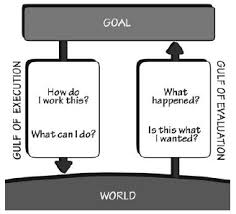 GOAL
GULF OF EXECUTION
How do
I work this?
What can I do?
What
happened?
Is this what
I wanted?
GULF OF EVALUATION
WORLD